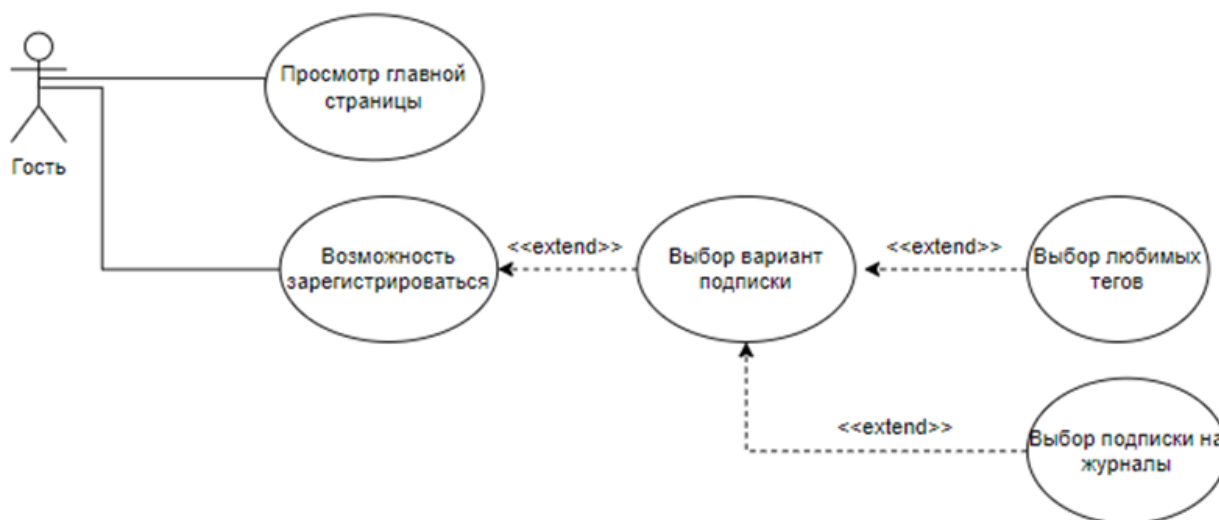 Просмотр главной
страницы
Гость
Возможность
зарегистрироваться
<<extend>>
Выбор вариант
подписки
<<extend>>
Выбор любимых
тегов
<<extend>>
Выбор подписки на
журналы